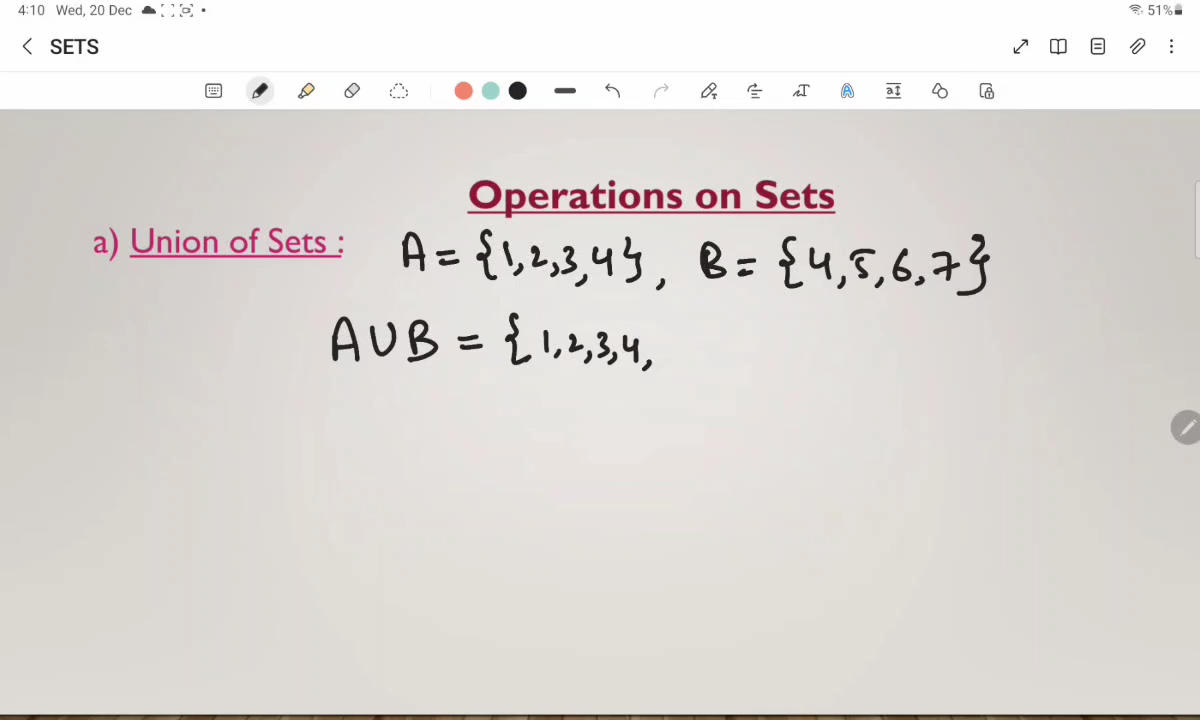 4:10 Wed, 20 Dec 51%
SETS
Operations on Sets
a) Union of Sets : A = {1,2,3,4}, B = {4,5,6,7}
A∪B = {1,2,3,4,